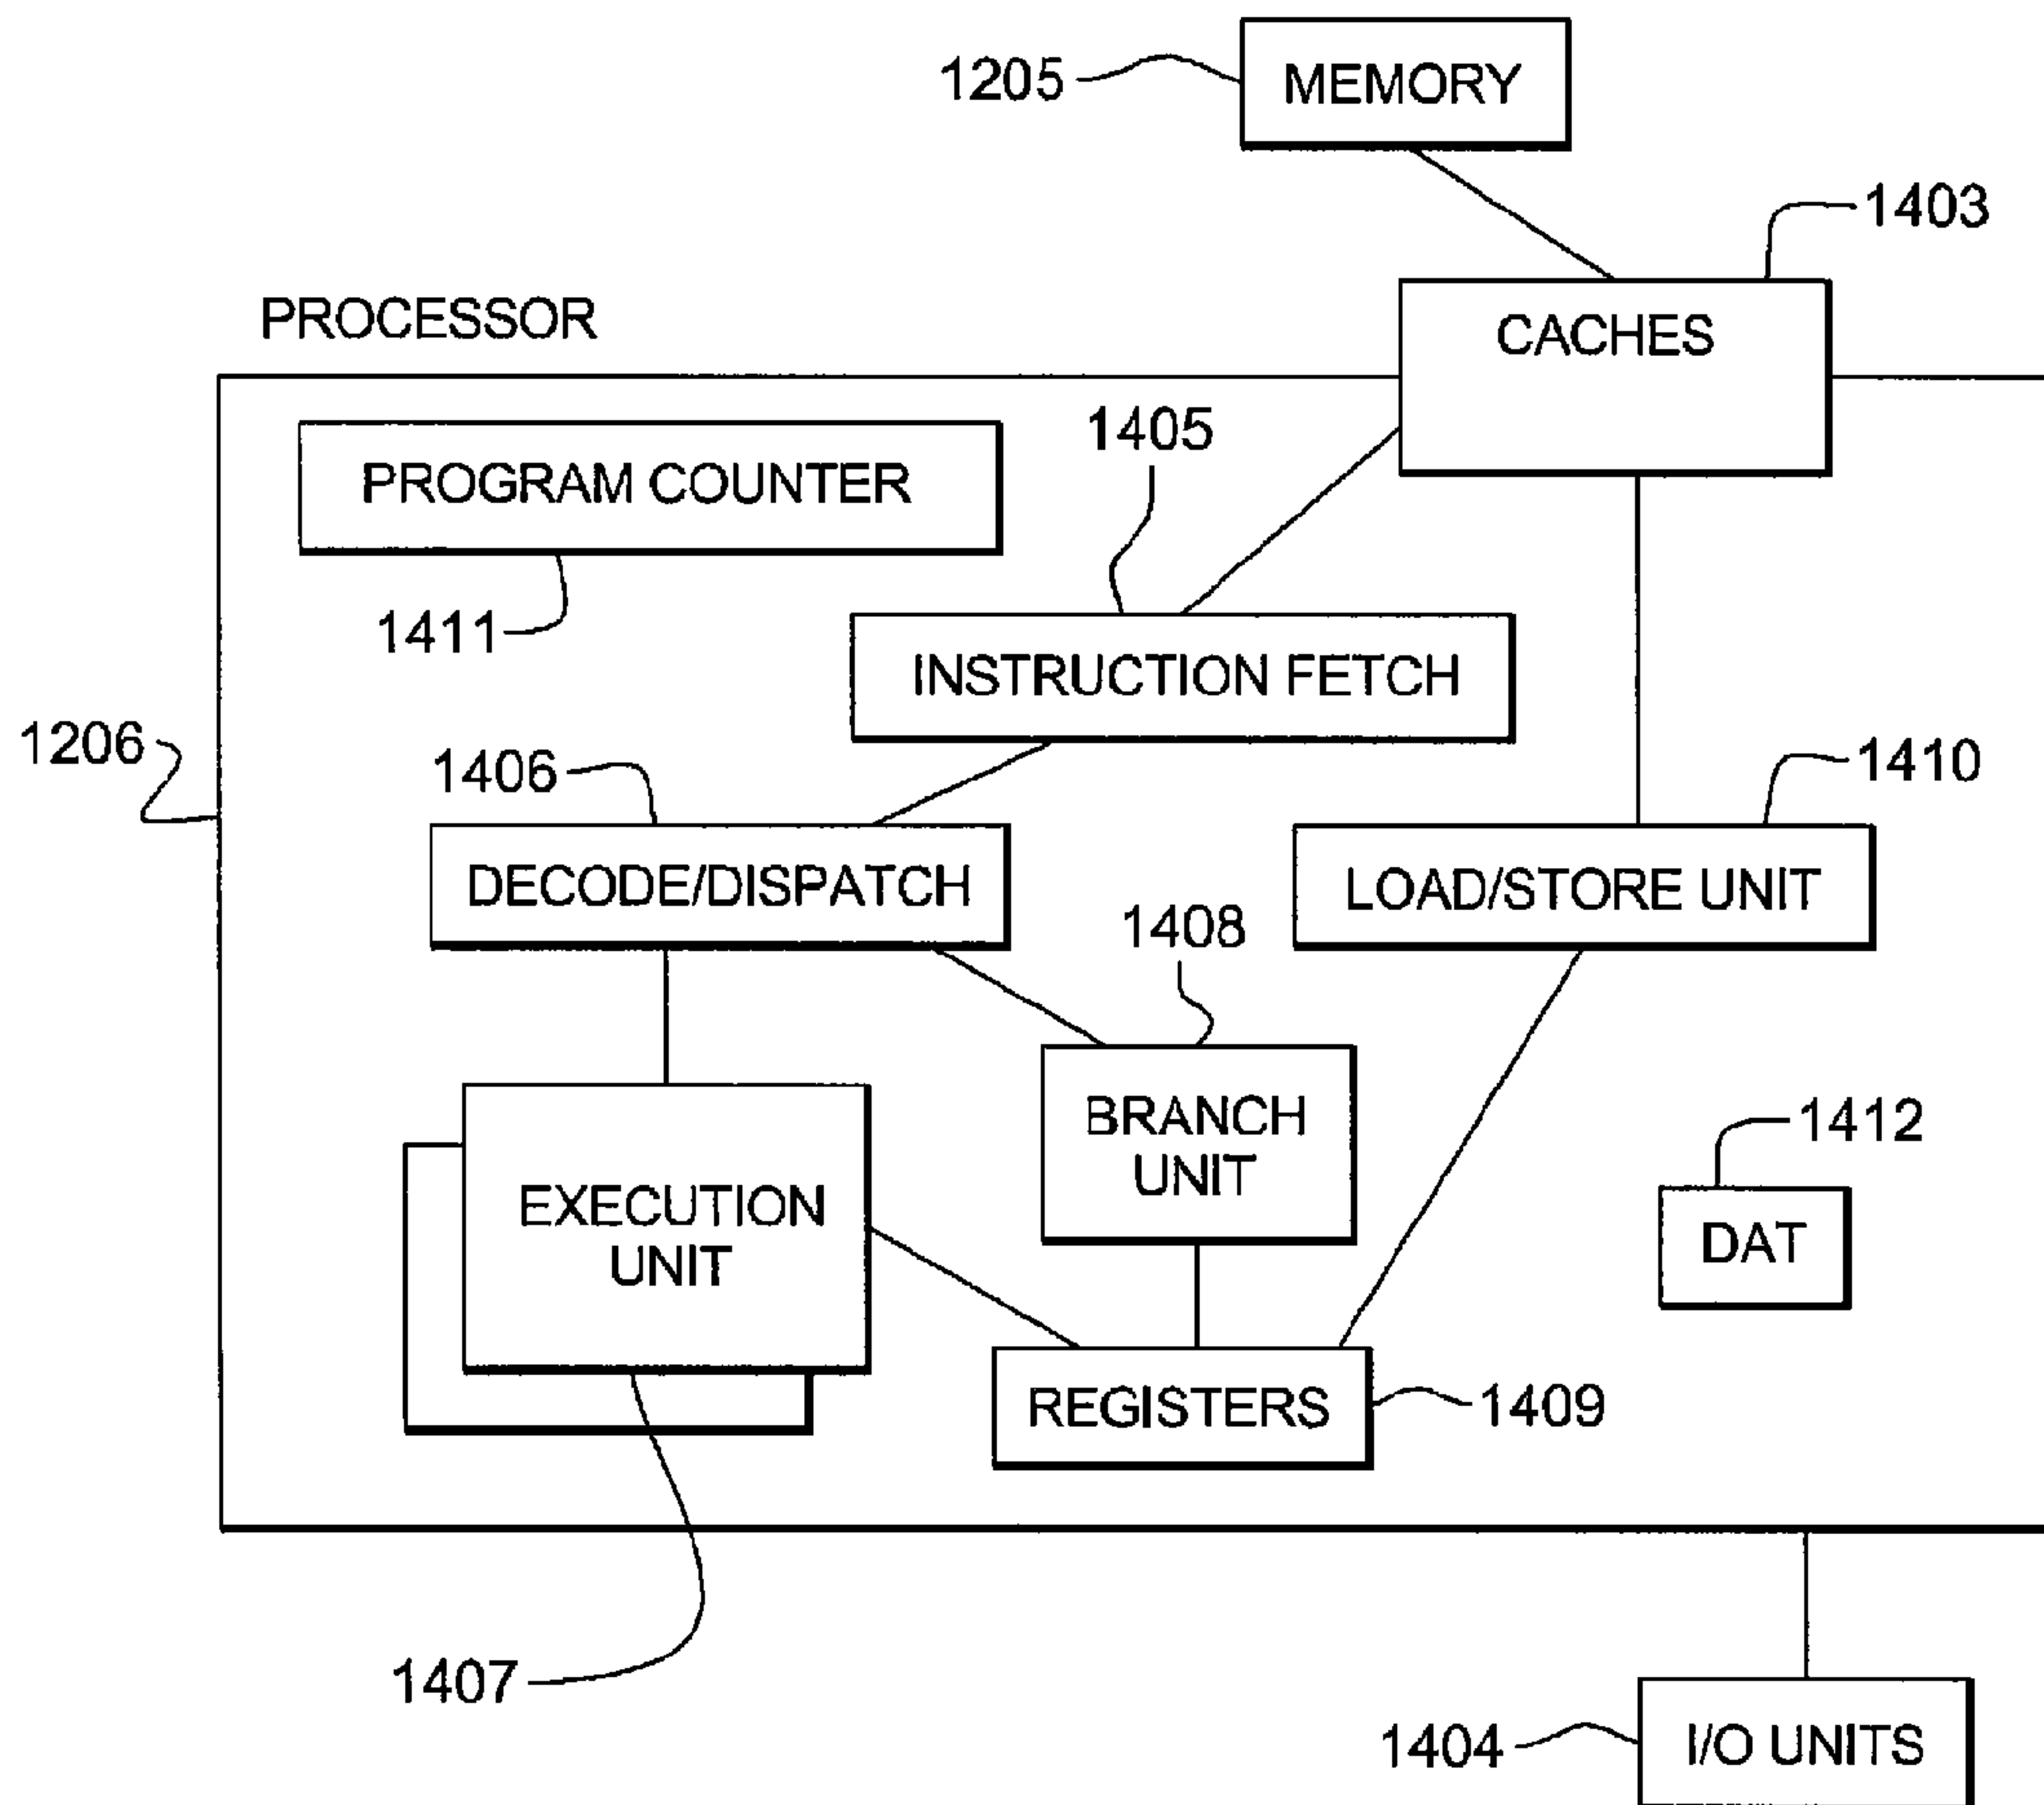 1205
MEMORY
1403
PROCESSOR
CACHES
1405
PROGRAM COUNTER
1411
INSTRUCTION FETCH
1206
1406
1410
DECODE/DISPATCH
LOAD/STORE UNIT
1408
BRANCH
UNIT
1412
EXECUTION
UNIT
DAT
REGISTERS
1409
1407
1404
I/O UNITS